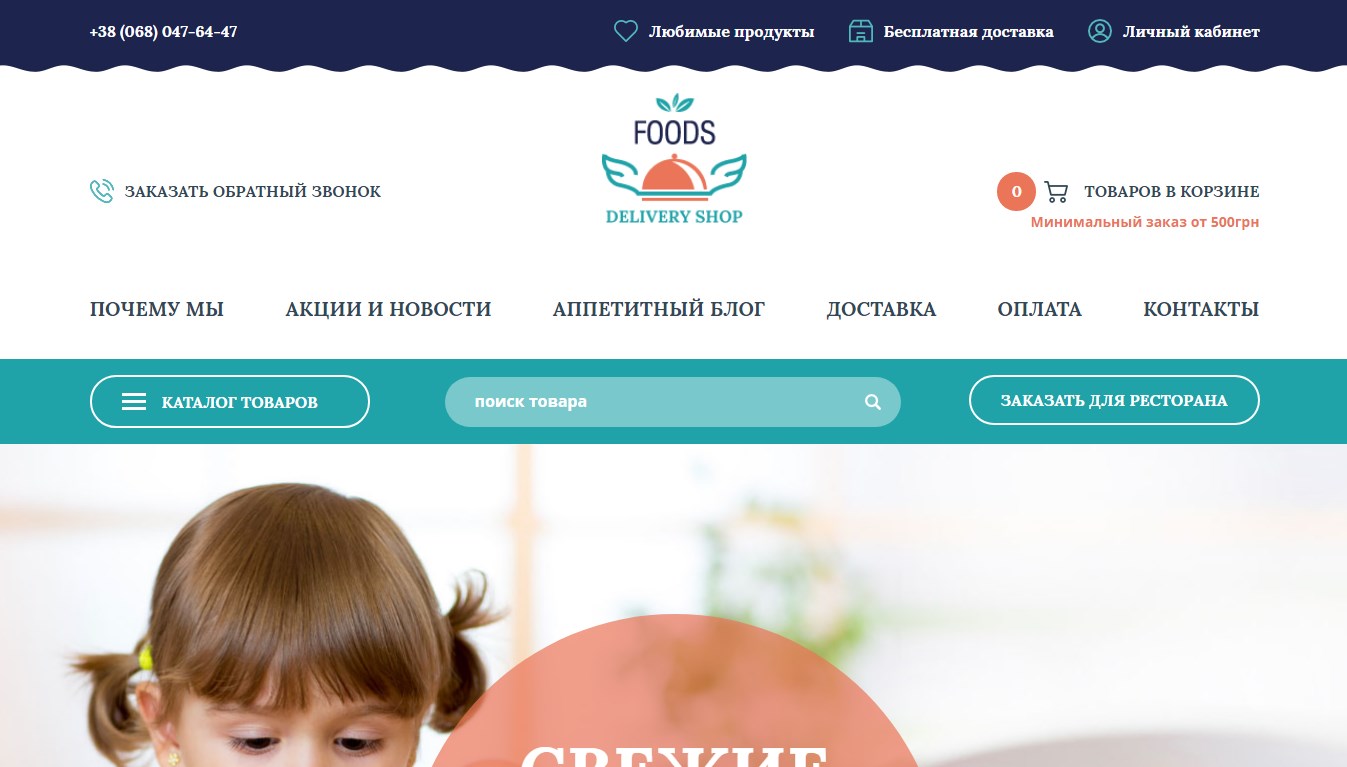 +38 (068) 047-64-47
Любимые продукты
Бесплатная доставка
Личный кабинет
FOODS
DELIVERY SHOP
ЗАКАЗАТЬ ОБРАТНЫЙ ЗВОНОК
0
ТОВАРОВ В КОРЗИНЕ
Минимальный заказ от 500грн
ПОЧЕМУ МЫ
АКЦИИ И НОВОСТИ
АППЕТИТНЫЙ БЛОГ
ДОСТАВКА
ОПЛАТА
КОНТАКТЫ
КАТАЛОГ ТОВАРОВ
поиск товара
ЗАКАЗАТЬ ДЛЯ РЕСТОРАНА
СВЕЖИЕ